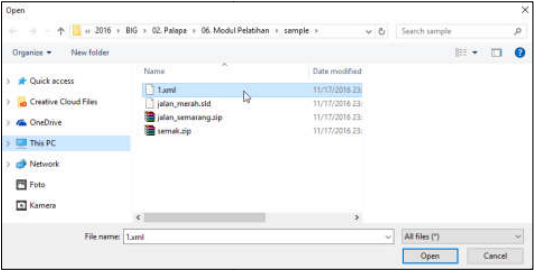 Open
« 2016 › BIG › 02. Palapa › 06. Modul Pelatihan › sample ›
Search sample
Organize
New folder
Name
Date modified
Quick access
Creative Cloud Files
OneDrive
This PC
Network
Foto
Kamera
1.xml 11/17/2016 23:
jalan_merah.sld 11/17/2016 23:
jalan_semarang.zip 11/17/2016 23:
semak.zip 11/17/2016 23:
File name: 1.xml
All files (*)
Open
Cancel